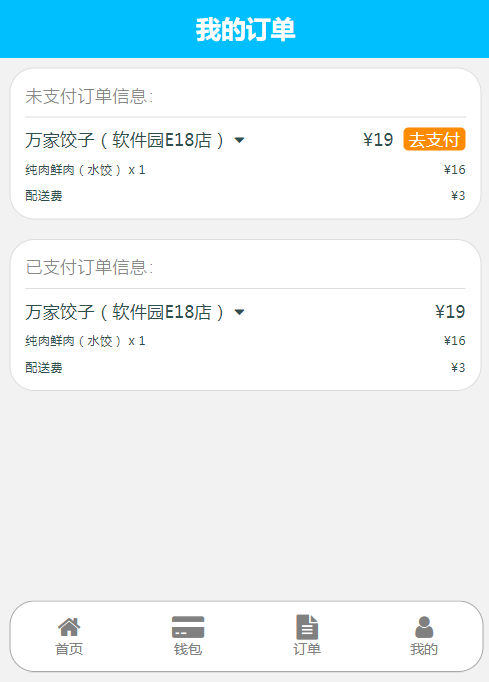 我的订单
未支付订单信息:
万家饺子（软件园E18店） ¥19 去支付
纯肉鲜肉（水饺） x 1 ¥16
配送费 ¥3
已支付订单信息:
万家饺子（软件园E18店） ¥19
纯肉鲜肉（水饺） x 1 ¥16
配送费 ¥3
首页 钱包 订单 我的